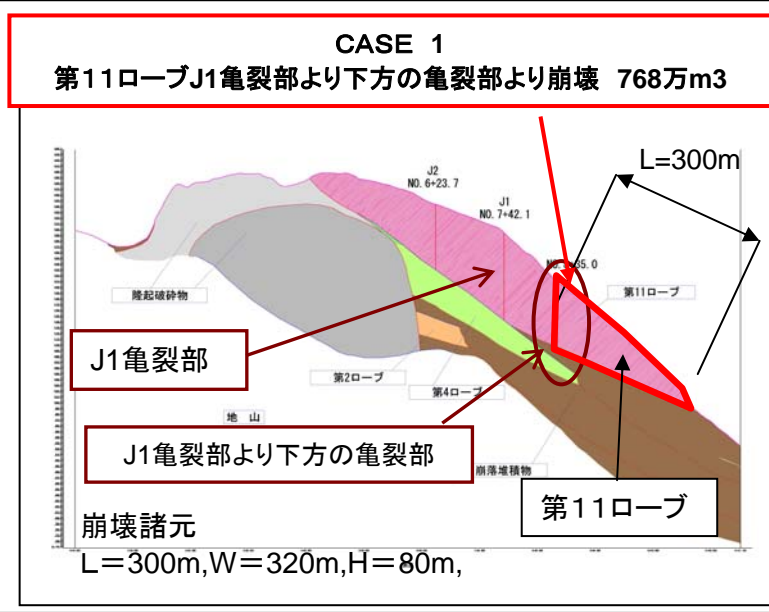 CASE 1
第11ローブJ1亀裂部より下方の亀裂部より崩壊 768万m3
L=300m
J2
NO. 6+23.7
J1
NO. 7+42.1
35.0
隆起破砕物
第11ローブ
J1亀裂部
第2ローブ
第4ローブ
地 山
J1亀裂部より下方の亀裂部
崩落堆積物
第11ローブ
崩壊諸元
L=300m,W=320m,H=80m,